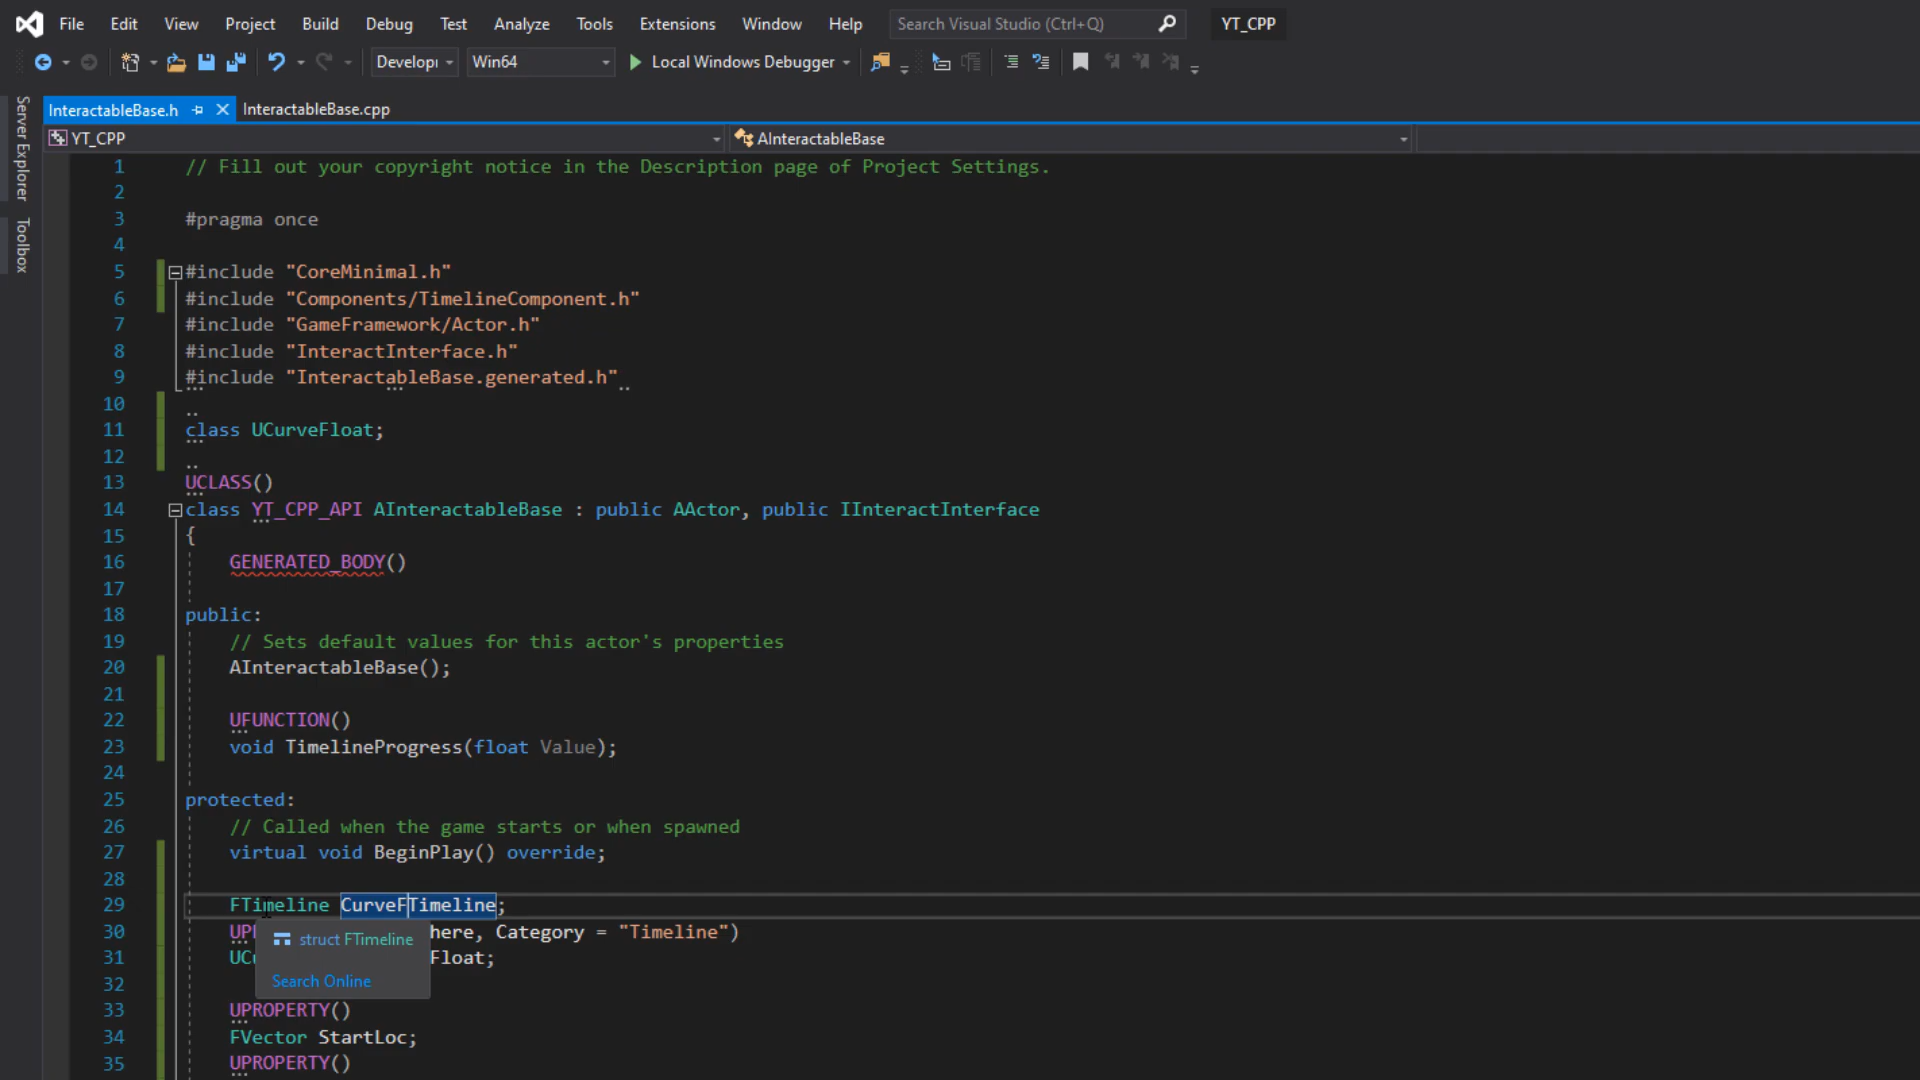 File Edit View Project Build Debug Test Analyze Tools Extensions Window Help Search Visual Studio (Ctrl+Q) YT_CPP
Develop Win64 Local Windows Debugger
Server Explorer
Toolbox
InteractableBase.h InteractableBase.cpp
YT_CPP AInteractableBase
1 // Fill out your copyright notice in the Description page of Project Settings.
2
3 #pragma once
4
5 #include "CoreMinimal.h"
6 #include "Components/TimelineComponent.h"
7 #include "GameFramework/Actor.h"
8 #include "InteractInterface.h"
9 #include "InteractableBase.generated.h"
10
11 class UCurveFloat;
12
13 UCLASS()
14 class YT_CPP_API AInteractableBase : public AActor, public IInteractInterface
15 {
16 GENERATED_BODY()
17
18 public:
19 // Sets default values for this actor's properties
20 AInteractableBase();
21
22 UFUNCTION()
23 void TimelineProgress(float Value);
24
25 protected:
26 // Called when the game starts or when spawned
27 virtual void BeginPlay() override;
28
29 FTimeline CurveFTimeline;
30 UP here, Category = "Timeline")
struct FTimeline
31 UC Float;
Search Online
32
33 UPROPERTY()
34 FVector StartLoc;
35 UPROPERTY()